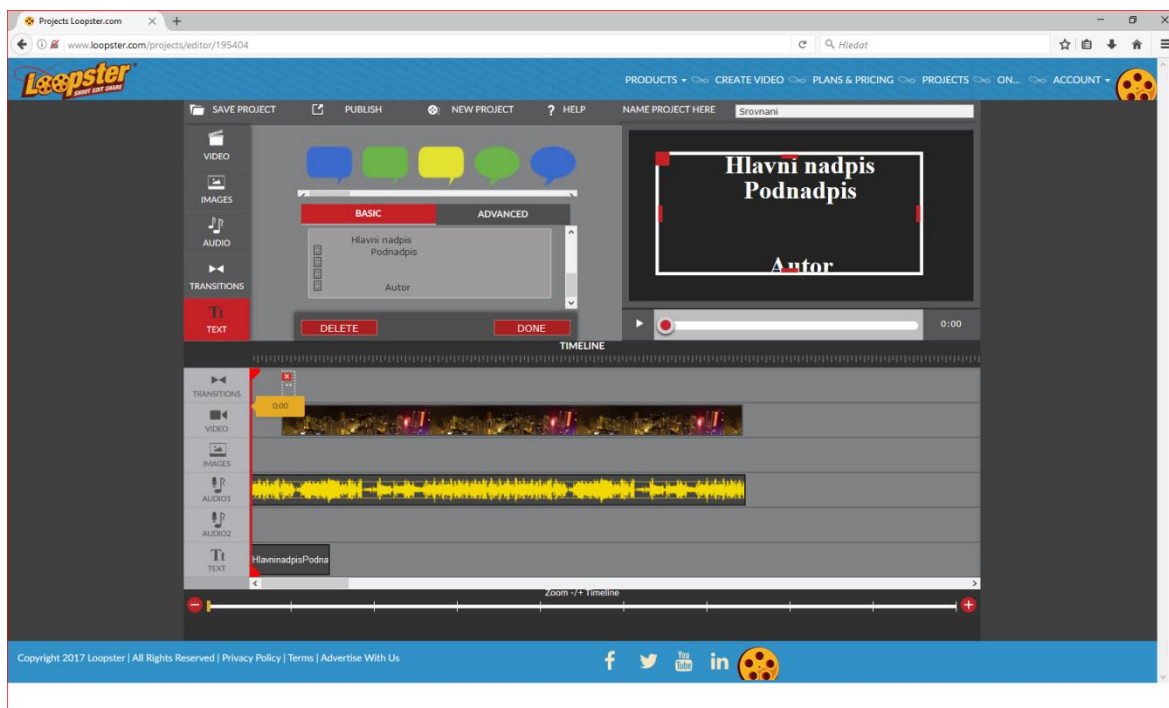 Projects Loopster.com
www.loopster.com/projects/editor/195404
Hledat
Loopster
SHOOT EDIT SHARE
PRODUCTS
CREATE VIDEO
PLANS & PRICING
PROJECTS
ON...
ACCOUNT
SAVE PROJECT
PUBLISH
NEW PROJECT
? HELP
NAME PROJECT HERE
Srovnani
VIDEO
IMAGES
AUDIO
TRANSITIONS
Tt
TEXT
BASIC
ADVANCED
Hlavni nadpis
Podnadpis
Autor
DELETE
DONE
Hlavni nadpis
Podnadpis
Autor
0:00
TIMELINE
TRANSITIONS
0:00
VIDEO
IMAGES
AUDIO1
AUDIO2
Tt
TEXT
HlavninadpisPodna
Zoom -/+ Timeline
Copyright 2017 Loopster | All Rights Reserved | Privacy Policy | Terms | Advertise With Us
You
Tube
in